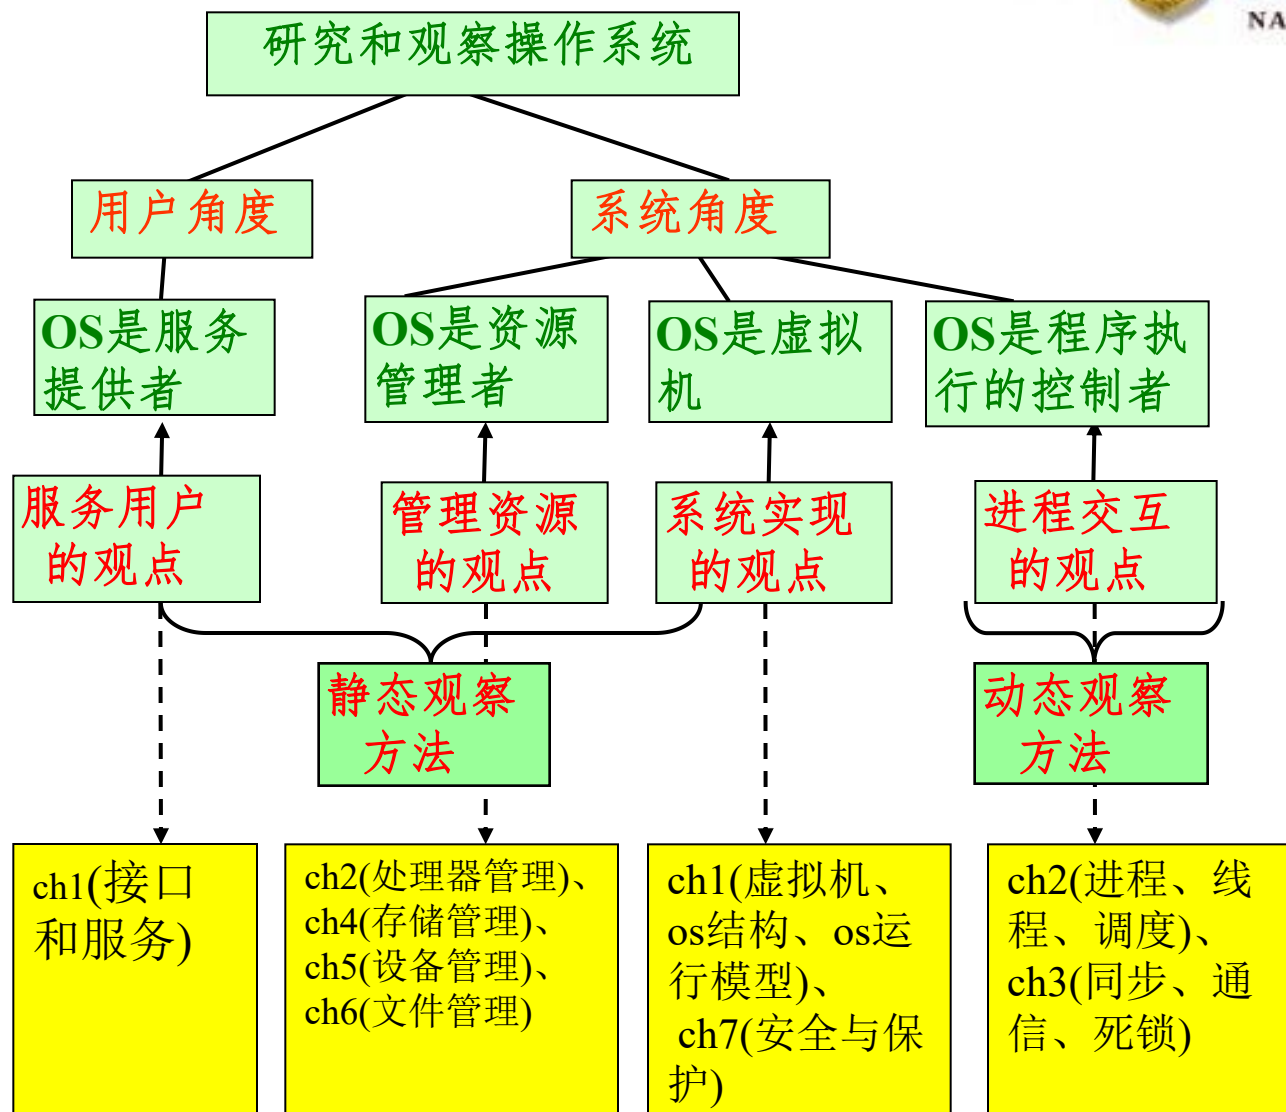 NA
研究和观察操作系统
用户角度
系统角度
OS是服务
提供者
OS是资源
管理者
OS是虚拟
机
OS是程序执
行的控制者
服务用户
的观点
管理资源
的观点
系统实现
的观点
进程交互
的观点
静态观察
方法
动态观察
方法
ch1(接口
和服务)
ch2(处理器管理)、
ch4(存储管理)、
ch5(设备管理)、
ch6(文件管理)
ch1(虚拟机、
os结构、os运
行模型)、
ch7(安全与保
护)
ch2(进程、线
程、调度)、
ch3(同步、通
信、死锁)